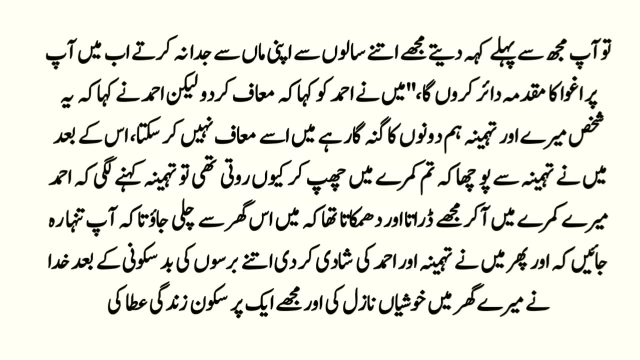 تو آپ مجھ سے پہلے کہہ دیتے مجھے اتنے سالوں سے اپنی ماں سے جدا نہ کرتے اب میں آپ
پر اغوا کا مقدمہ دائر کروں گا،"میں نے احمد کو کہا کہ معاف کر دو لیکن احمد نے کہا کہ یہ
شخص میرے اور تہمینہ ہم دونوں کا گنہ گار ہے میں اسے معاف نہیں کر سکتا، اس کے بعد
میں نے تہمینہ سے پو چھا کہ تم کمرے میں چھپ کر کیوں روتی تھی تو تہمینہ کہنے لگی کہ احمد
میرے کمرے میں آ کر مجھے ڈراتا اور دھمکاتا تھا کہ میں اس گھر سے چلی جاؤ تا کہ آپ تنہا رہ
جائیں کہ اور پھر میں نے تہمینہ اور احمد کی شادی کر دی اتنے برسوں کی بد سکونی کے بعد خدا
نے میرے گھر میں خوشیاں نازل کی اور مجھے ایک پر سکون زندگی عطا کی